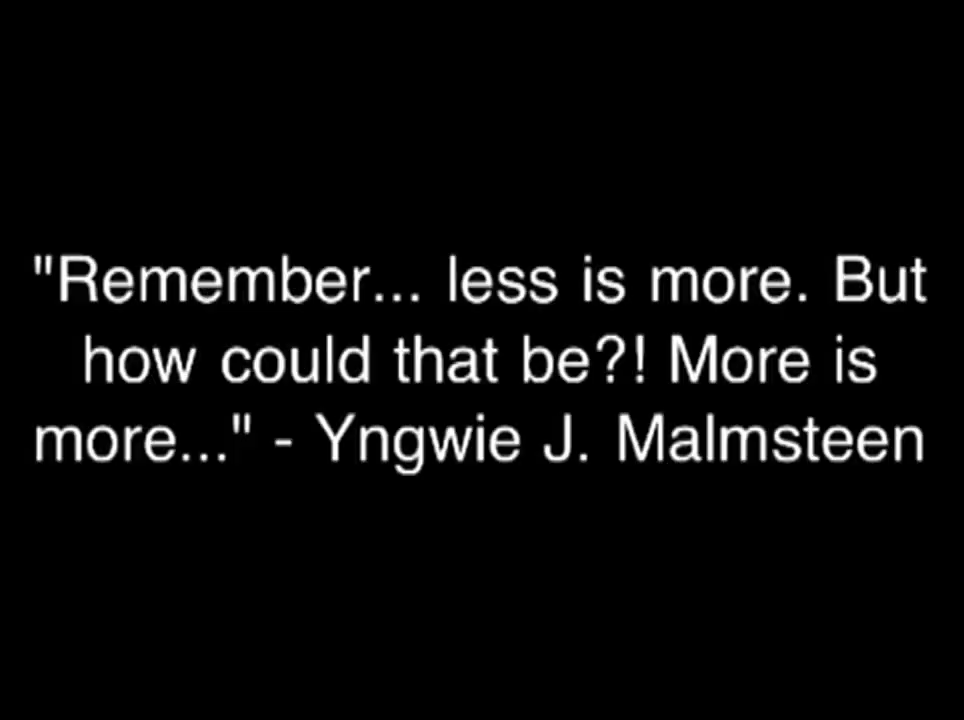 "Remember... less is more. But
how could that be?! More is
more..." - Yngwie J. Malmsteen